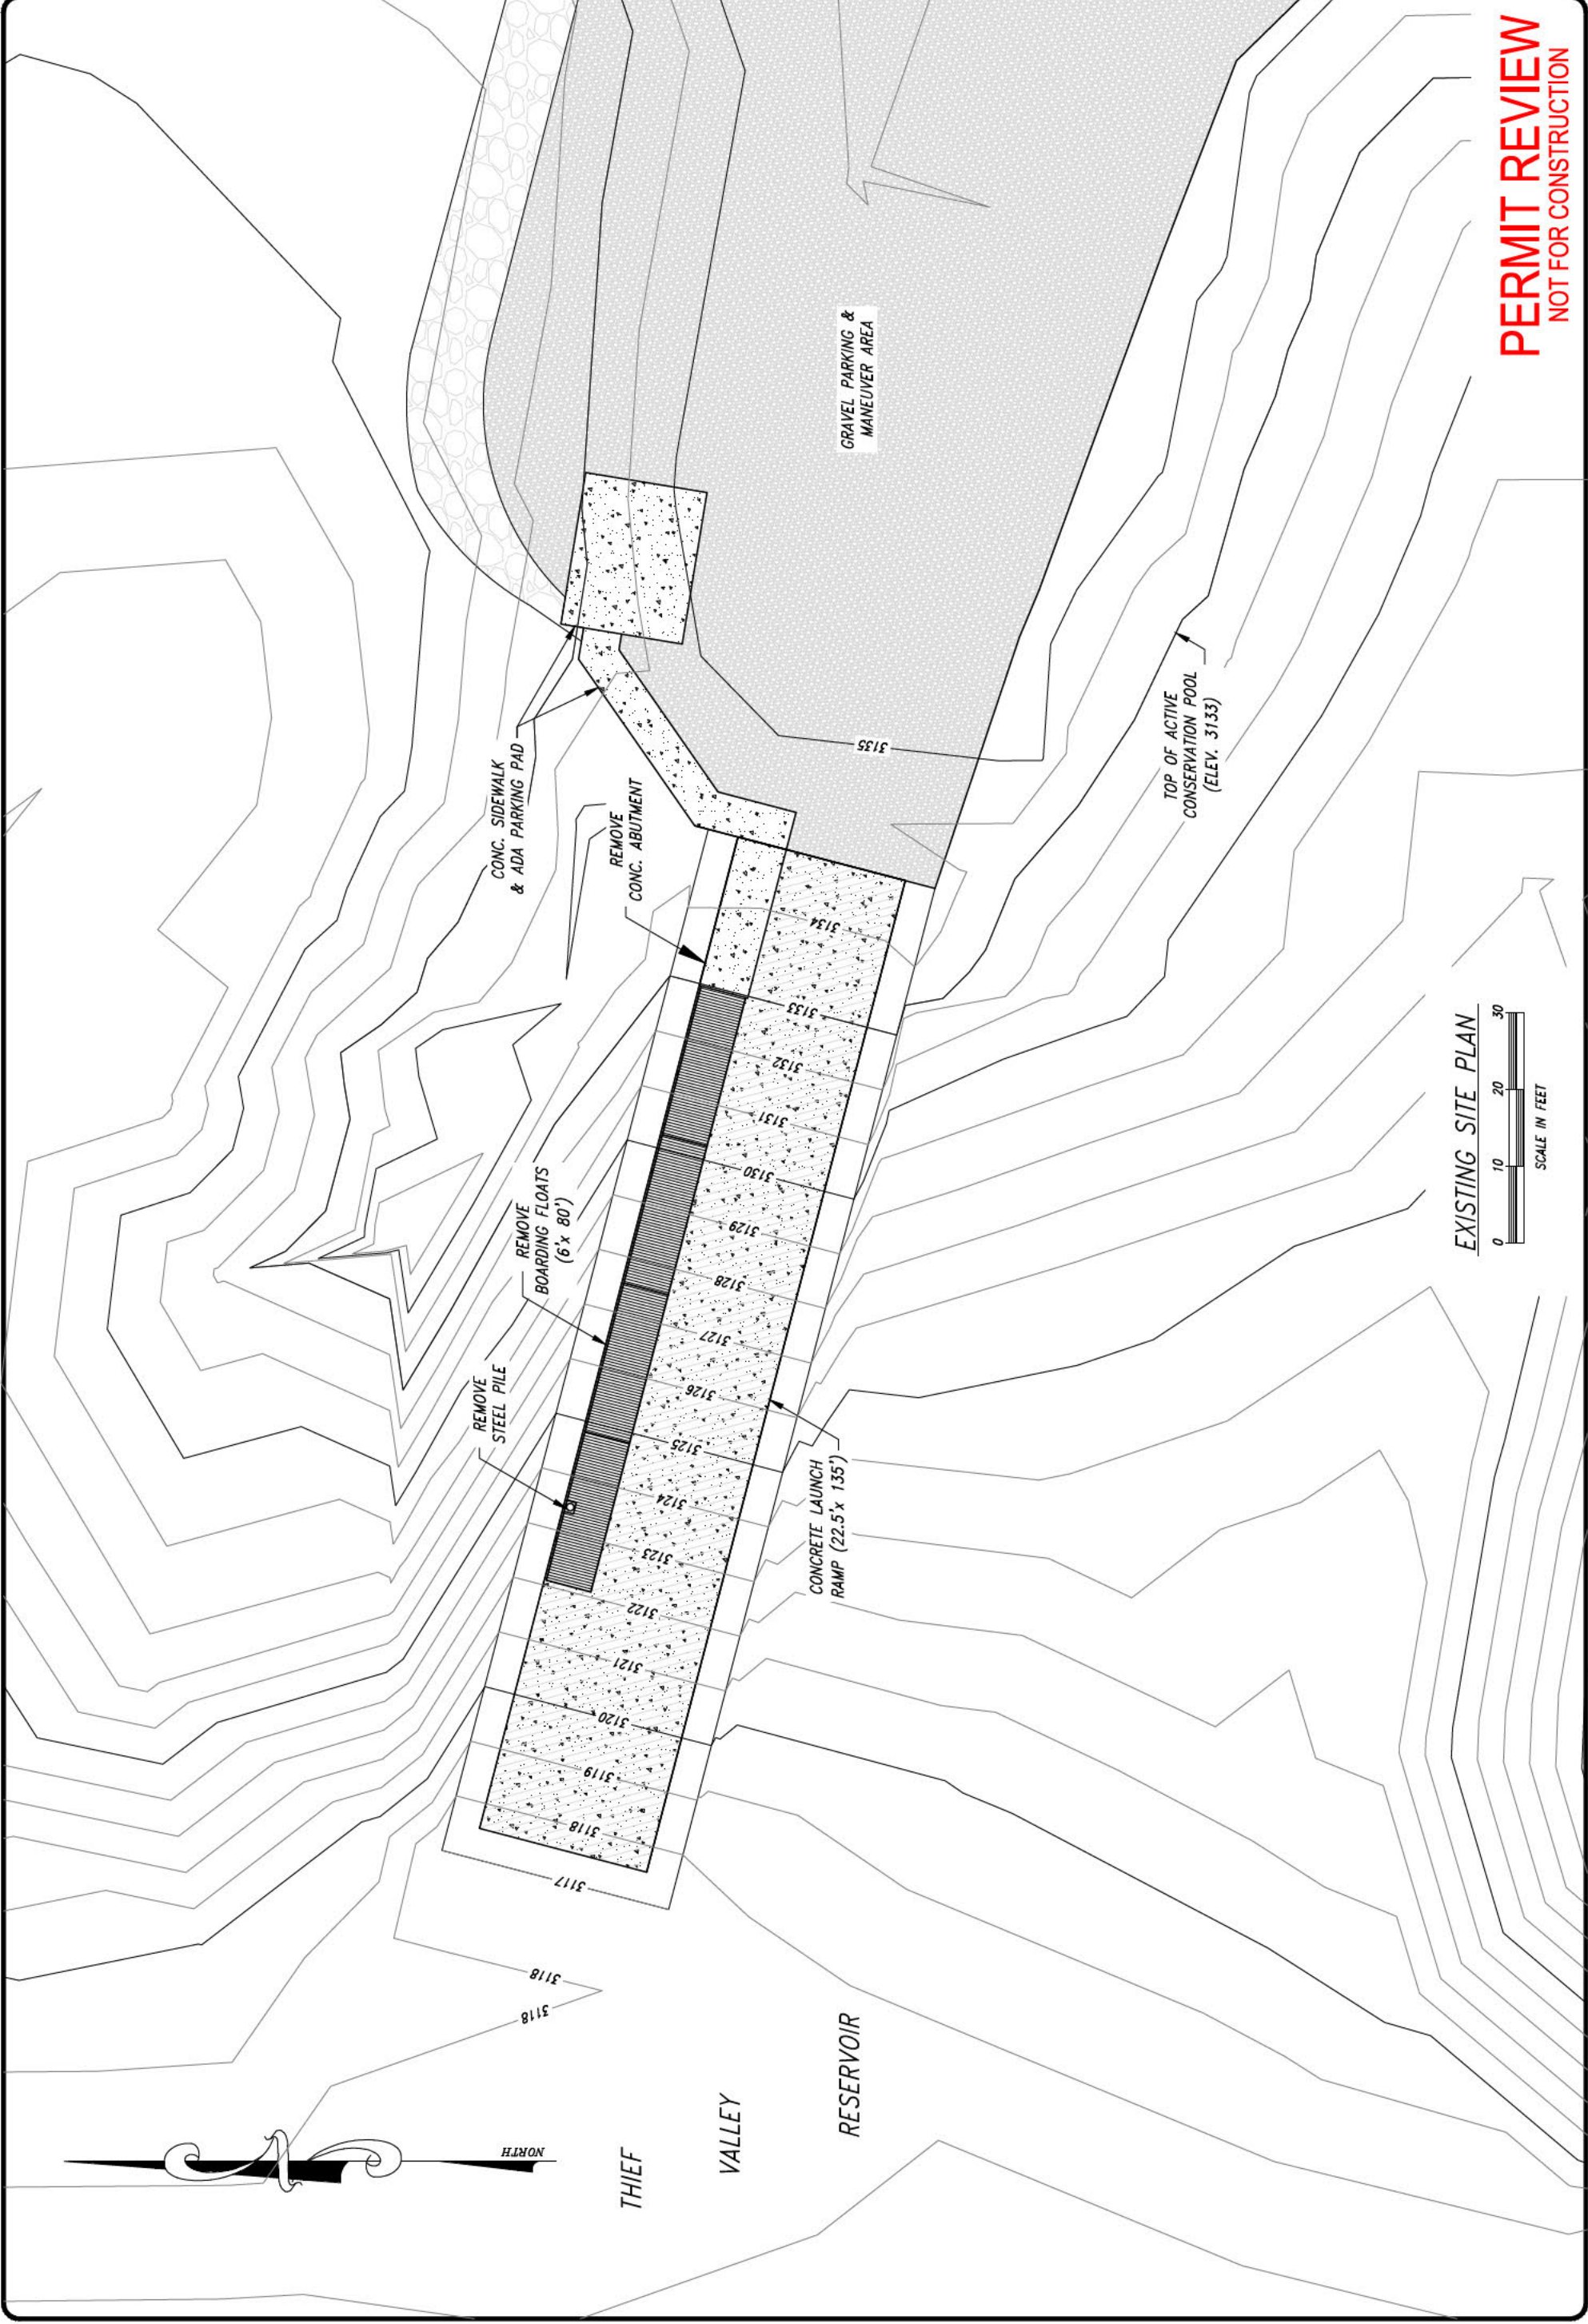 THIEF
VALLEY
RESERVOIR
NORTH
3118
3118
3117
3118
3119
3120
3121
3122
3123
3124
3125
3126
3127
3128
3129
3130
3131
3132
3133
3134
3135
REMOVE
STEEL PILE
REMOVE
BOARDING FLOATS
(6'x 80')
CONC. SIDEWALK
& ADA PARKING PAD
REMOVE
CONC. ABUTMENT
GRAVEL PARKING &
MANEUVER AREA
CONCRETE LAUNCH
RAMP (22.5'x 135')
TOP OF ACTIVE
CONSERVATION POOL
(ELEV. 3133)
EXISTING SITE PLAN
0 10 20 30
SCALE IN FEET
PERMIT REVIEW
NOT FOR CONSTRUCTION